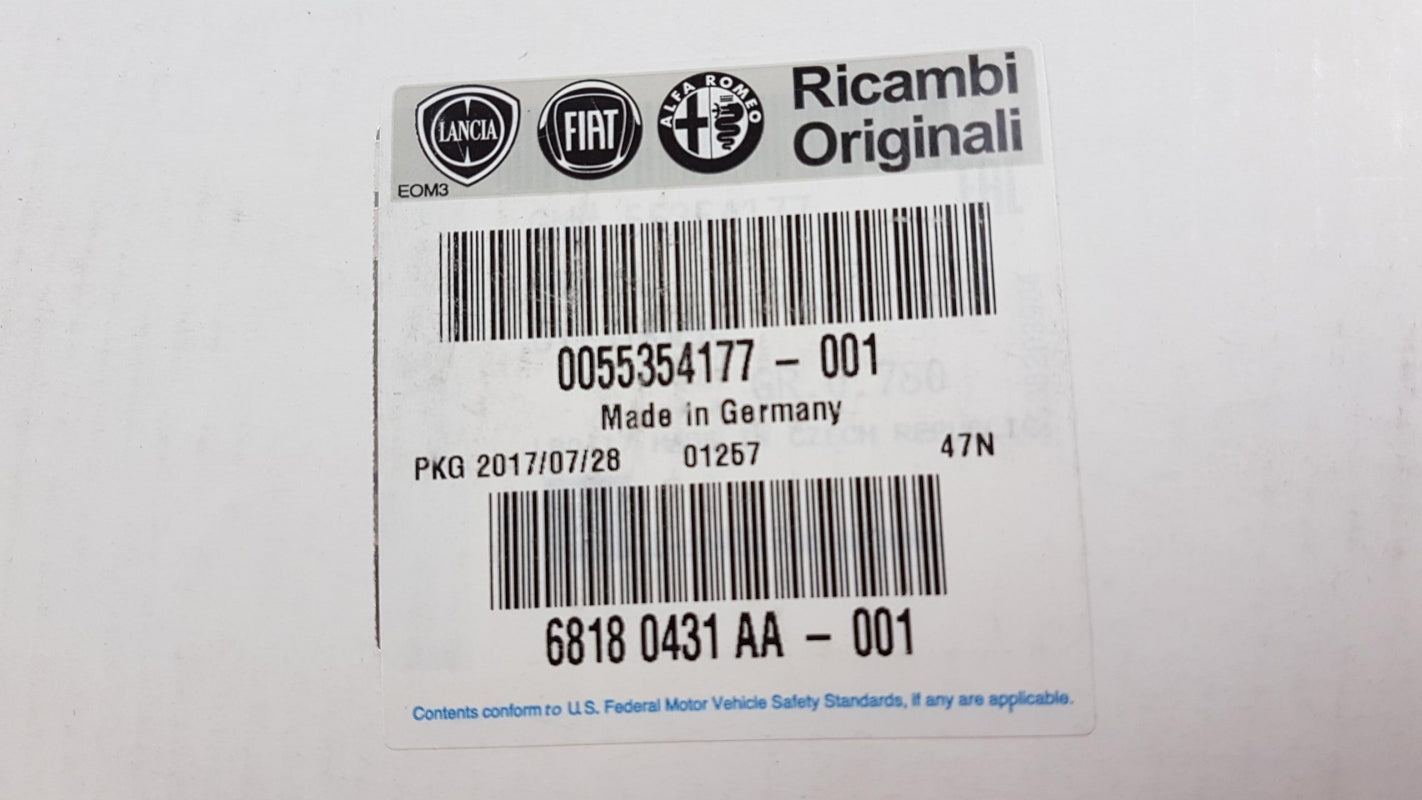 LANCIA
FIAT
ALFA ROMEO
Ricambi
Originali
EOM3
0055354177 - 001
Made in Germany
PKG 2017/07/28 01257 47N
6818 0431 AA - 001
Contents conform to U.S. Federal Motor Vehicle Safety Standards, if any are applicable.